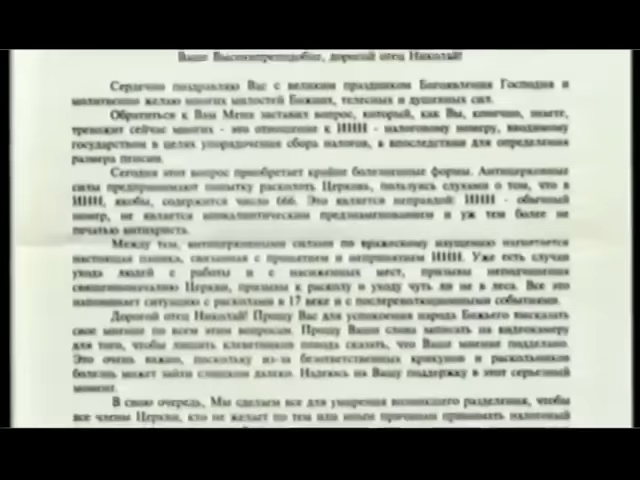 Ваше Высокопреподобие, дорогой отец Николай!
Сердечно поздравляю Вас с великим праздником Богоявления Господня и
молитвенно желаю многих милостей Божиих, телесных и душевных сил.
Обратиться к Вам Меня заставил вопрос, который, как Вы, конечно, знаете,
тревожит сейчас многих - это отношение к ИНН - налоговому номеру, вводимому
государством в целях упорядочения сбора налогов, а впоследствии для определения
размера пенсии.
Сегодня этот вопрос приобретает крайне болезненные формы. Антицерковные
силы предпринимают попытку расколоть Церковь, пользуясь слухами о том, что в
ИНН, якобы, содержится число 666. Это является неправдой: ИНН - обычный
номер, не является апокалиптическим предзнаменованием и уж тем более не
печатью антихриста.
Между тем, антицерковными силами по вражескому наущению нагнетается
настоящая паника, связанная с принятием и неприятием ИНН. Уже есть случаи
ухода людей с работы и с насиженных мест, призывы неподчинения
священноначалию Церкви, призывы к расколу и уходу чуть ли не в леса. Все это
напоминает ситуацию с расколами в 17 веке и с послереволюционными событиями.
Дорогой отец Николай! Прошу Вас для успокоения народа Божьего высказать
свое мнение по всем этим вопросам. Прошу Ваши слова записать на видеокамеру
для того, чтобы лишить клеветников повода сказать, что Ваше мнение подделано.
Это очень важно, поскольку из-за безответственных крикунов и раскольников
болезнь может зайти слишком далеко. Надеюсь на Вашу поддержку в этот серьезный
момент.
В свою очередь, Мы сделаем все для умирения возникшего разделения, чтобы
все члены Церкви, кто не желает по тем или иным причинам принимать налоговый